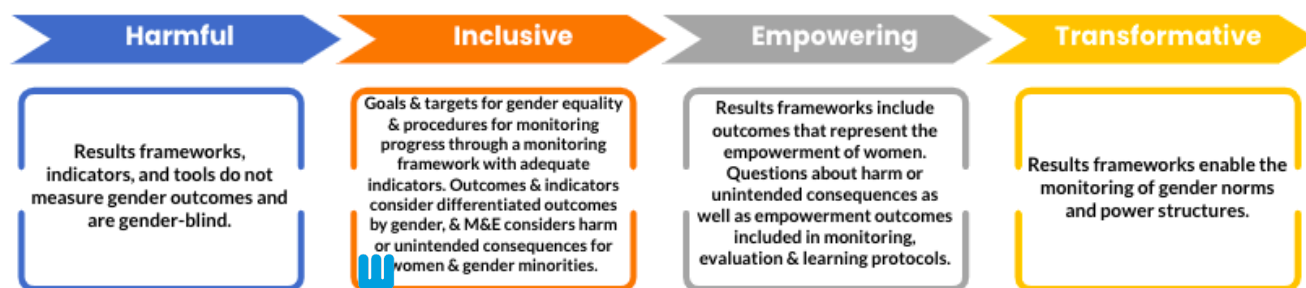 Harmful
Inclusive
Empowering
Transformative
Results frameworks,
indicators, and tools do not
measure gender outcomes and
are gender-blind.
Goals & targets for gender equality
& procedures for monitoring
progress through a monitoring
framework with adequate
indicators. Outcomes & indicators
consider differentiated outcomes
by gender, & M&E considers harm
or unintended consequences for
women & gender minorities.
Results frameworks include
outcomes that represent the
empowerment of women.
Questions about harm or
unintended consequences as
well as empowerment outcomes
included in monitoring,
evaluation & learning protocols.
Results frameworks enable the
monitoring of gender norms
and power structures.